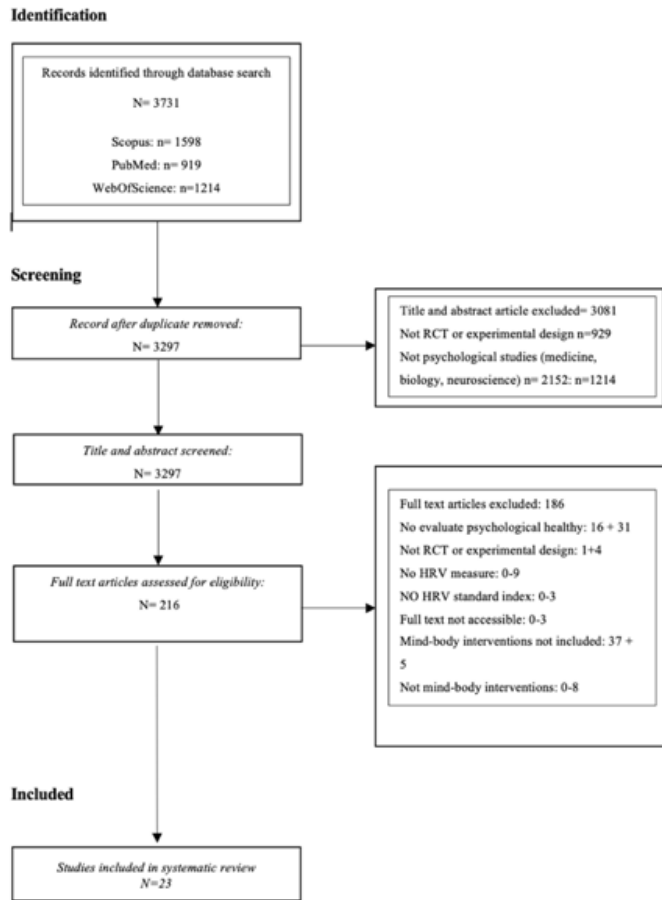 Identification
Records identified through database search
N= 3731
Scopus: n= 1598
PubMed: n= 919
WebOfScience: n=1214
Screening
Record after duplicate removed:
N= 3297
Title and abstract article excluded= 3081
Not RCT or experimental design n=929
Not psychological studies (medicine,
biology, neuroscience) n= 2152: n=1214
Title and abstract screened:
N= 3297
Full text articles excluded: 186
No evaluate psychological healthy: 16 + 31
Not RCT or experimental design: 1+4
No HRV measure: 0-9
NO HRV standard index: 0-3
Full text not accessible: 0-3
Mind-body interventions not included: 37 +
5
Not mind-body interventions: 0-8
Full text articles assessed for eligibility:
N= 216
Included
Studies included in systematic review
N=23